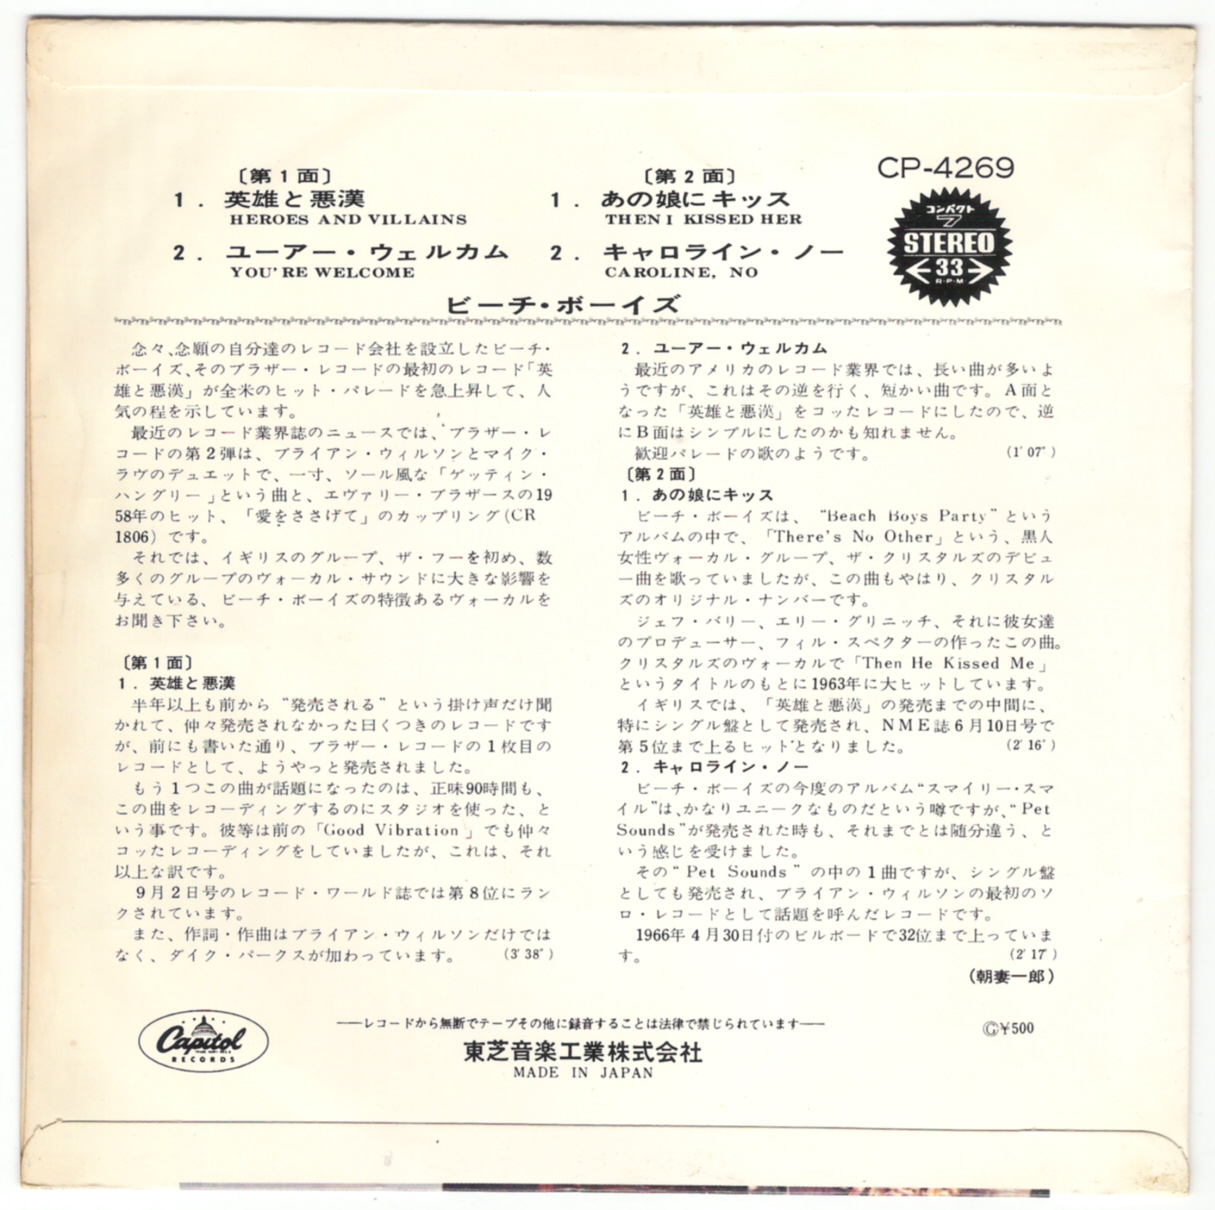 〔第1面〕
1. 英雄と悪漢
HEROES AND VILLAINS
2. ユーアー・ウェルカム
YOU'RE WELCOME
〔第2面〕
1. あの娘にキッス
THEN I KISSED HER
2. キャロライン・ノー
CAROLINE, NO
CP-4269
コンパクト
7
STEREO
33
R・P・M
ビーチ・ボーイズ
念々、念願の自分達のレコード会社を設立したビーチ・
ボーイズ、そのブラザー・レコードの最初のレコード「英
雄と悪漢」が全米のヒット・パレードを急上昇して、人
気の程を示しています。
最近のレコード業界誌のニュースでは、ブラザー・レ
コードの第2弾は、ブライアン・ウィルソンとマイク・
ラヴのデュエットで、一寸、ソール風な「ゲッティン・
ハングリー」という曲と、エヴァリー・ブラザースの19
58年のヒット、「愛をささげて」のカップリング(CR
1806)です。
それでは、イギリスのグループ、ザ・フーを初め、数
多くのグループのヴォーカル・サウンドに大きな影響を
与えている、ビーチ・ボーイズの特徴あるヴォーカルを
お聞き下さい。
〔第1面〕
1. 英雄と悪漢
半年以上も前から“発売される”という掛け声だけ聞
かれて、仲々発売されなかった曰くつきのレコードです
が、前にも書いた通り、ブラザー・レコードの1枚目の
レコードとして、ようやっと発売されました。
もう1つこの曲が話題になったのは、正味90時間も、
この曲をレコーディングするのにスタジオを使った、と
いう事です。彼等は前の「Good Vibration」でも仲々
コッたレコーディングをしていましたが、これは、それ
以上な訳です。
9月2日号のレコード・ワールド誌では第8位にラン
クされています。
また、作詞・作曲はブライアン・ウィルソンだけでは
なく、ダイク・パークスが加わっています。 (3′38″)
2. ユーアー・ウェルカム
最近のアメリカのレコード業界では、長い曲が多いよ
うですが、これはその逆を行く、短かい曲です。A面と
なった「英雄と悪漢」をコッたレコードにしたので、逆
にB面はシンプルにしたのかも知れません。
歓迎パレードの歌のようです。 (1′07″)
〔第2面〕
1. あの娘にキッス
ビーチ・ボーイズは、“Beach Boys Party”という
アルバムの中で、「There's No Other」という、黒人
女性ヴォーカル・グループ、ザ・クリスタルズのデビュ
ー曲を歌っていましたが、この曲もやはり、クリスタル
ズのオリジナル・ナンバーです。
ジェフ・バリー、エリー・グリニッチ、それに彼女達
のプロデューサー、フィル・スペクターの作ったこの曲。
クリスタルズのヴォーカルで「Then He Kissed Me」
というタイトルのもとに1963年に大ヒットしています。
イギリスでは、「英雄と悪漢」の発売までの中間に、
特にシングル盤として発売され、NME誌6月10日号で
第5位まで上るヒットとなりました。 (2′16″)
2. キャロライン・ノー
ビーチ・ボーイズの今度のアルバム“スマイリー・スマ
イル”は、かなりユニークなものだという噂ですが、“Pet
Sounds”が発売された時も、それまでとは随分違う、と
いう感じを受けました。
その“Pet Sounds”の中の1曲ですが、シングル盤
としても発売され、ブライアン・ウィルソンの最初のソ
ロ・レコードとして話題を呼んだレコードです。
1966年4月30日付のビルボードで32位まで上っていま
す。 (2′17″)
(朝妻一郎)
Capitol
RECORDS
──レコードから無断でテープその他に録音することは法律で禁じられています──
東芝音楽工業株式会社
MADE IN JAPAN
Ⓖ¥500